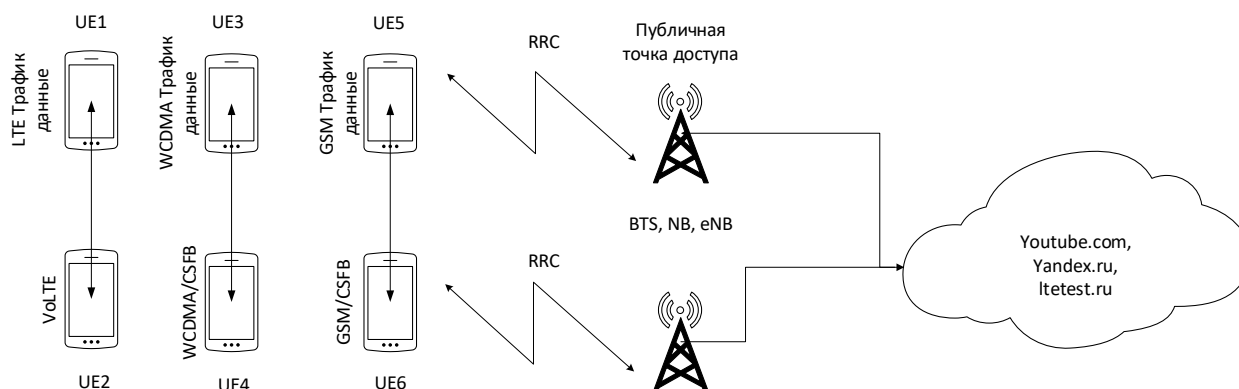 UE1
UE3
UE5
LTE Трафик
данные
WCDMA Трафик
данные
GSM Трафик
данные
RRC
Публичная
точка доступа
BTS, NB, eNB
Youtube.com,
Yandex.ru,
ltetest.ru
VoLTE
WCDMA/CSFB
GSM/CSFB
RRC
UE2
UE4
UE6